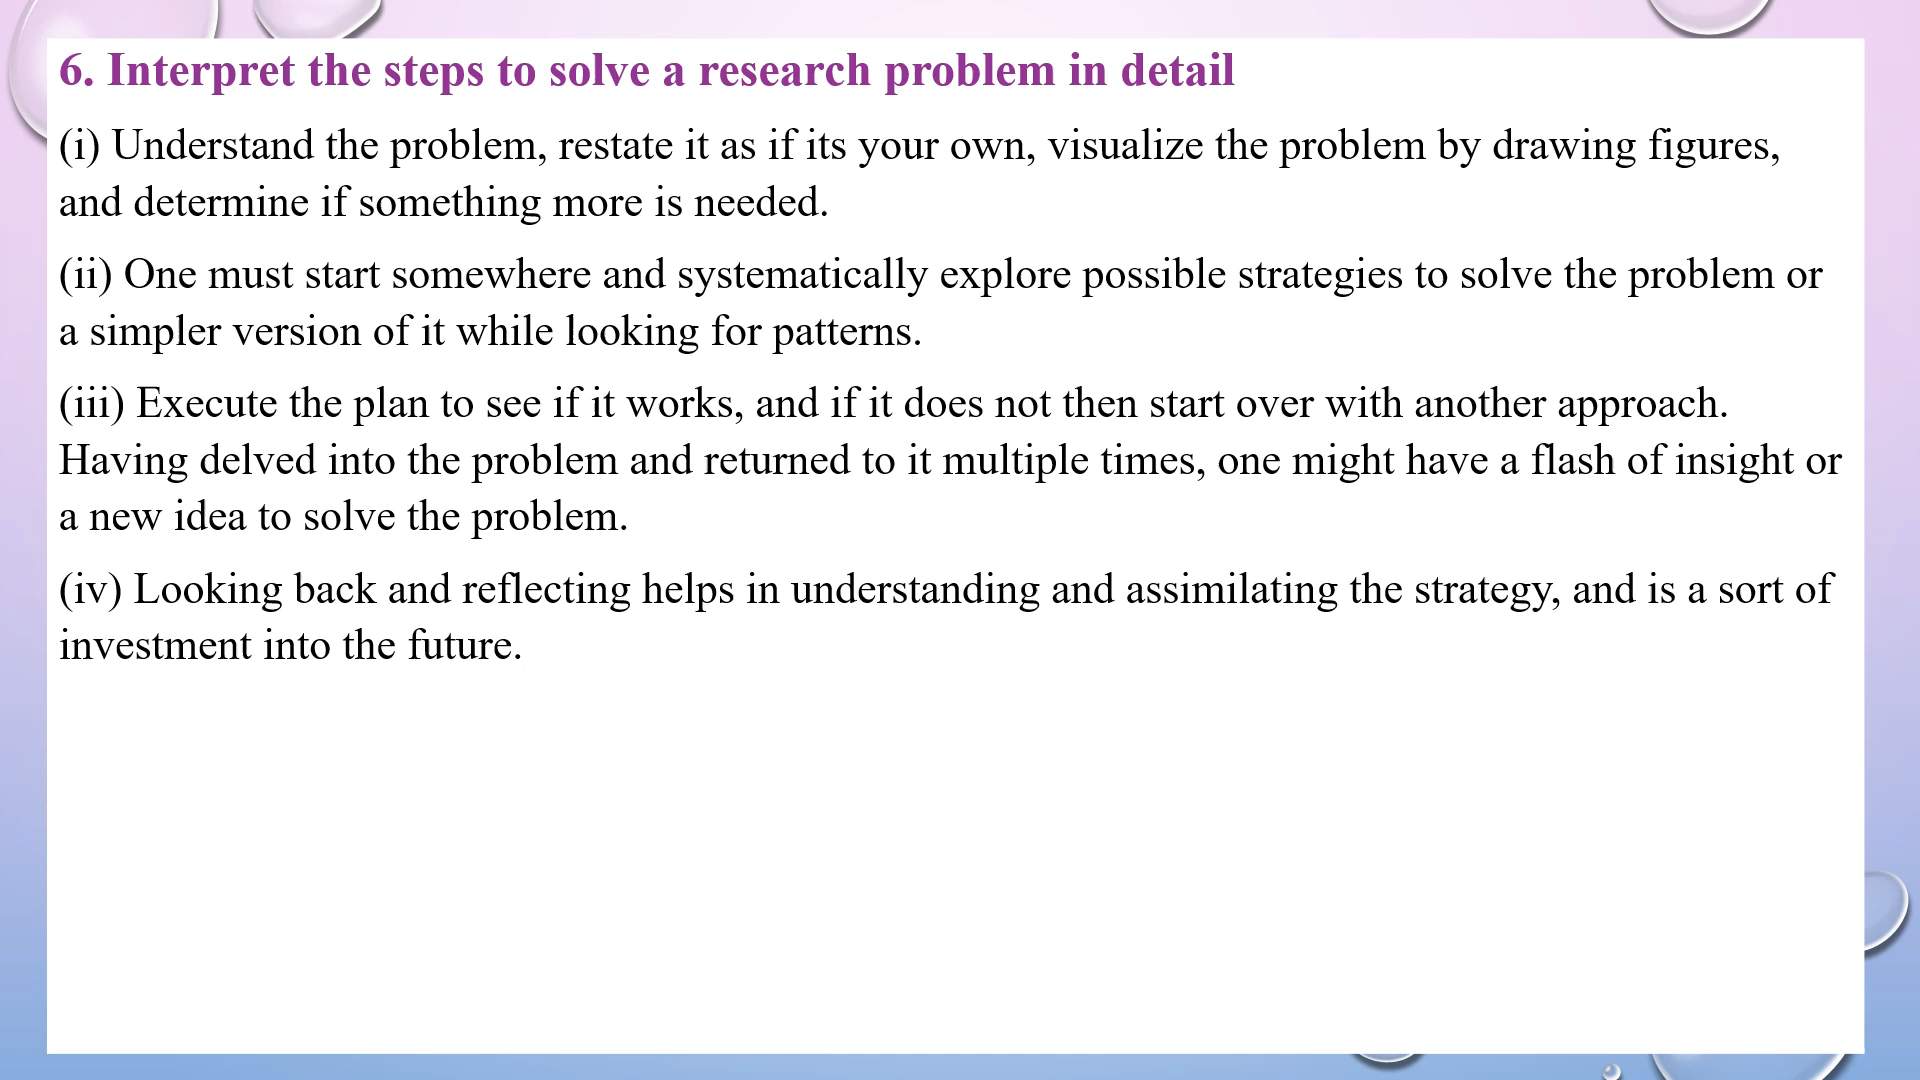 6. Interpret the steps to solve a research problem in detail
(i) Understand the problem, restate it as if its your own, visualize the problem by drawing figures,
and determine if something more is needed.
(ii) One must start somewhere and systematically explore possible strategies to solve the problem or
a simpler version of it while looking for patterns.
(iii) Execute the plan to see if it works, and if it does not then start over with another approach.
Having delved into the problem and returned to it multiple times, one might have a flash of insight or
a new idea to solve the problem.
(iv) Looking back and reflecting helps in understanding and assimilating the strategy, and is a sort of
investment into the future.